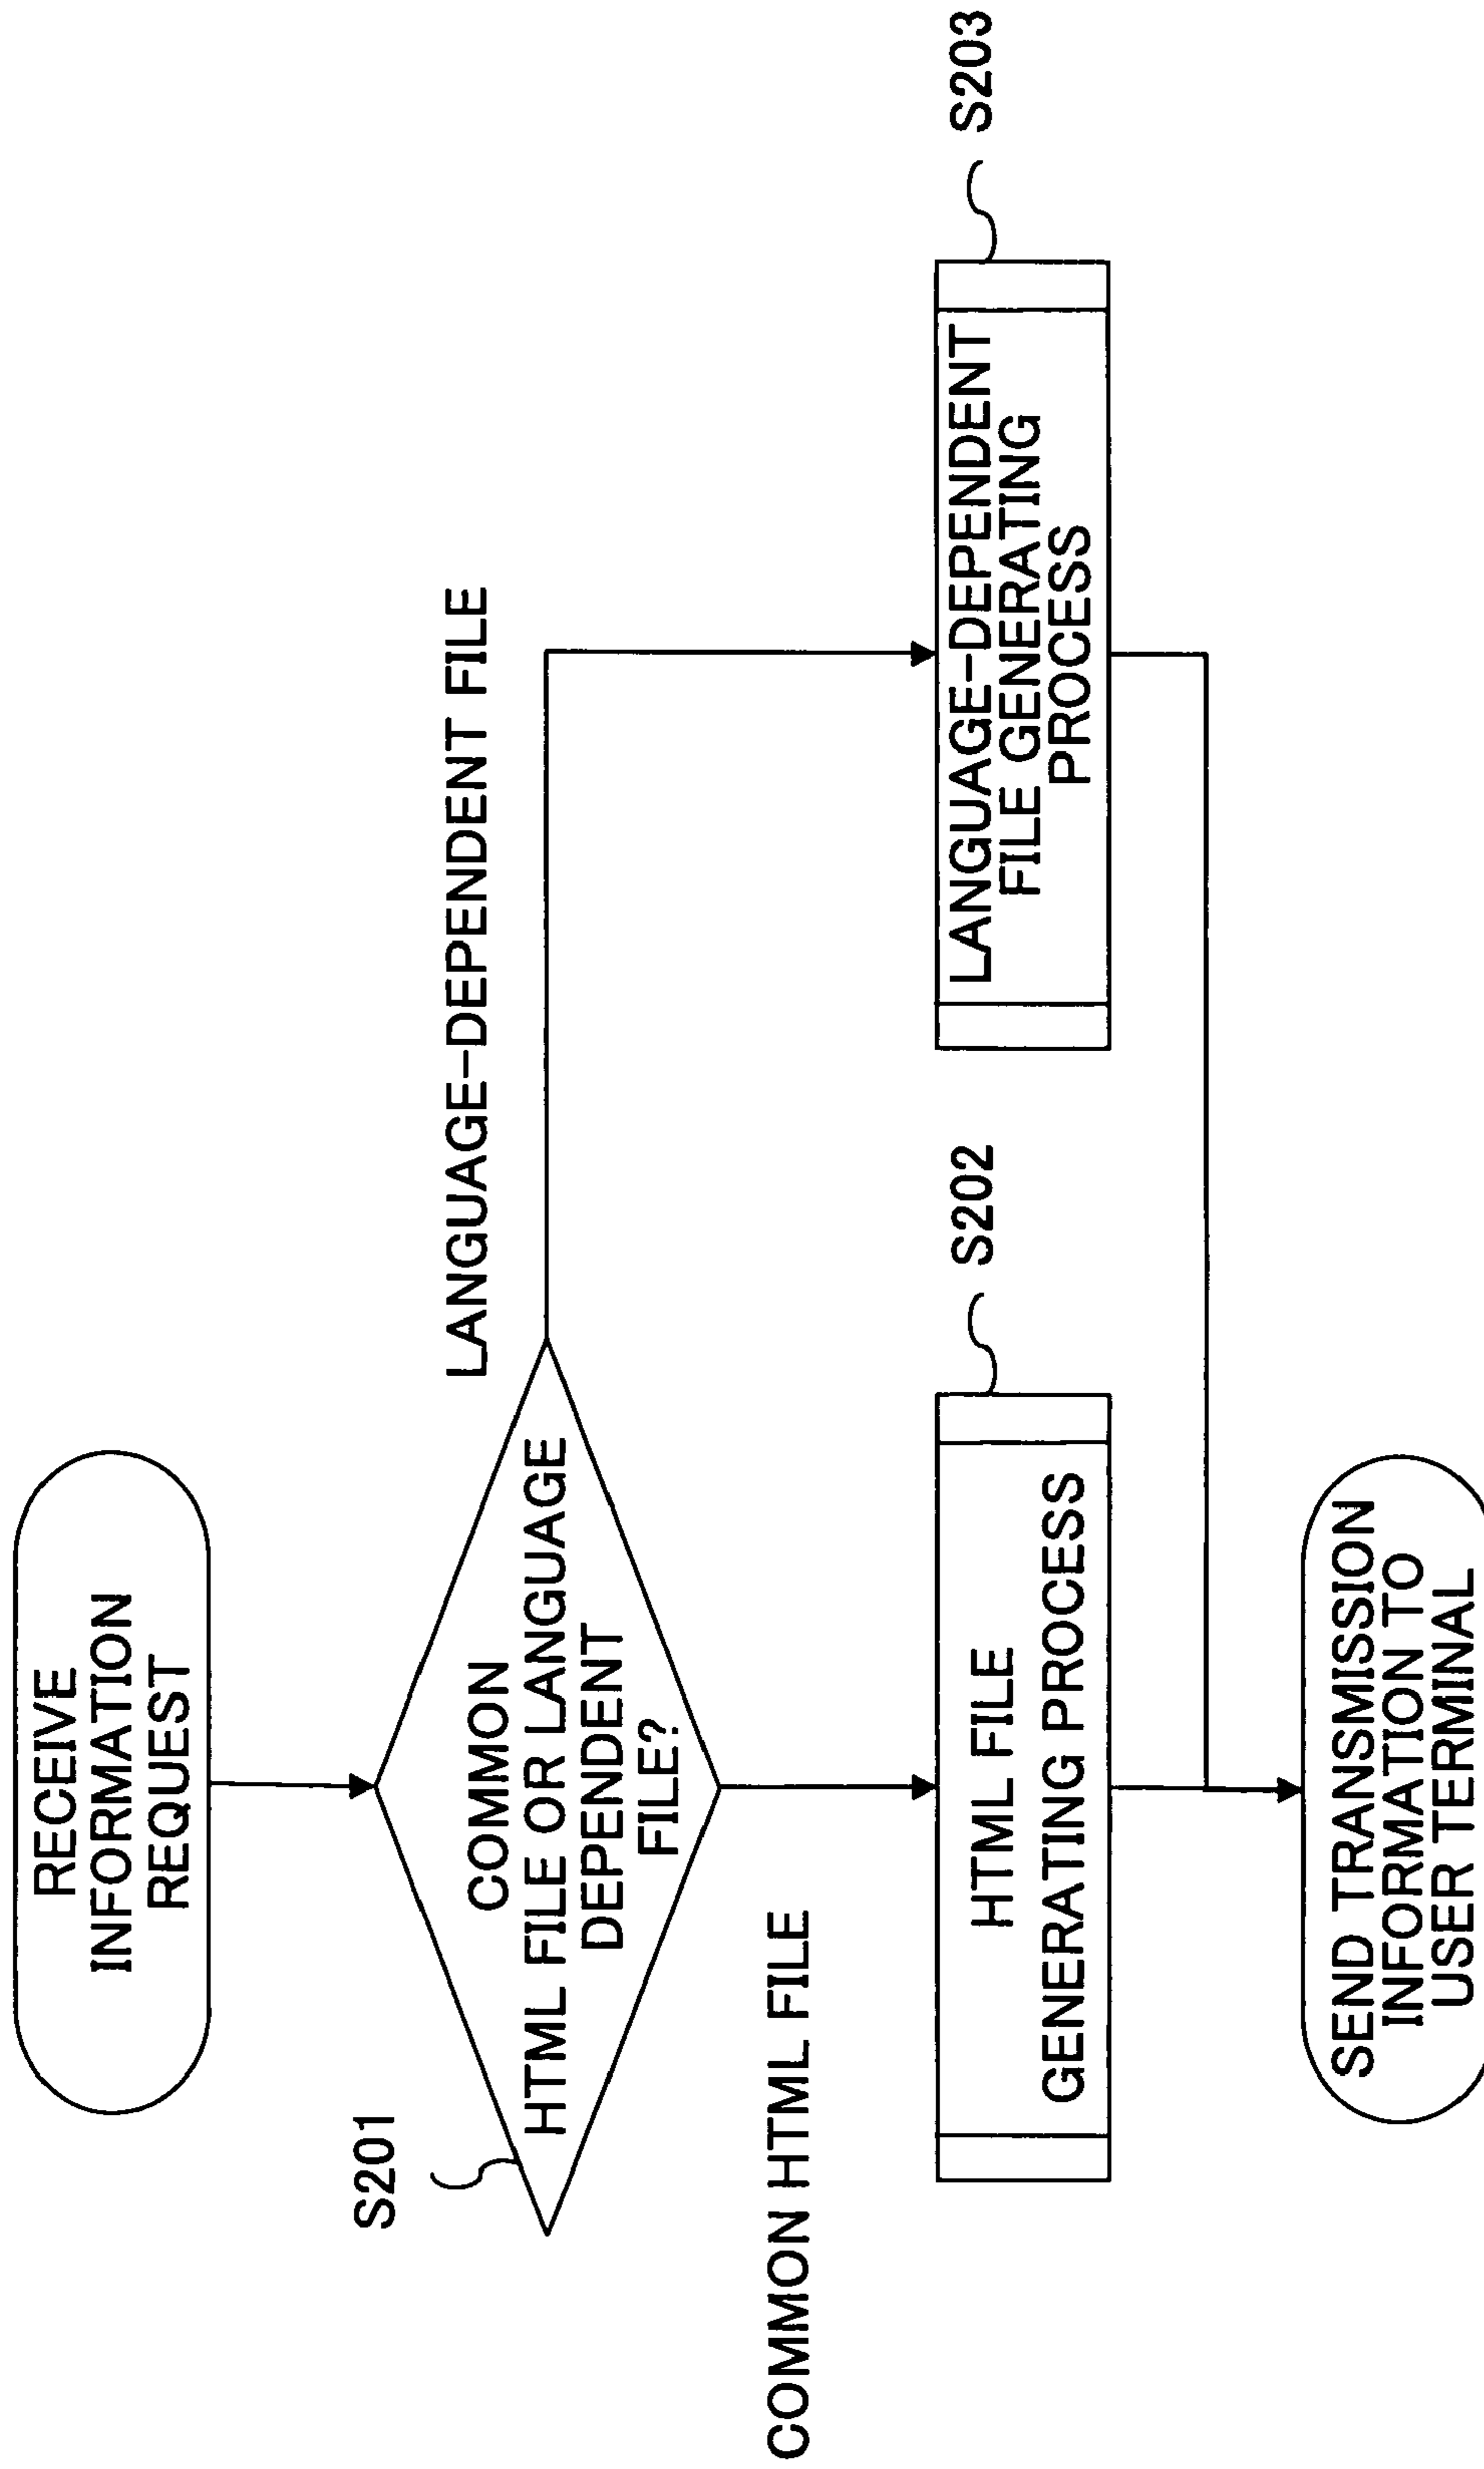 RECEIVE
INFORMATION
REQUEST
S201
COMMON
HTML FILE OR LANGUAGE
DEPENDENT
FILE?
LANGUAGE-DEPENDENT FILE
COMMON HTML FILE
HTML FILE
GENERATING PROCESS
S202
LANGUAGE-DEPENDENT
FILE GENERATING
PROCESS
S203
SEND TRANSMISSION
INFORMATION TO
USER TERMINAL